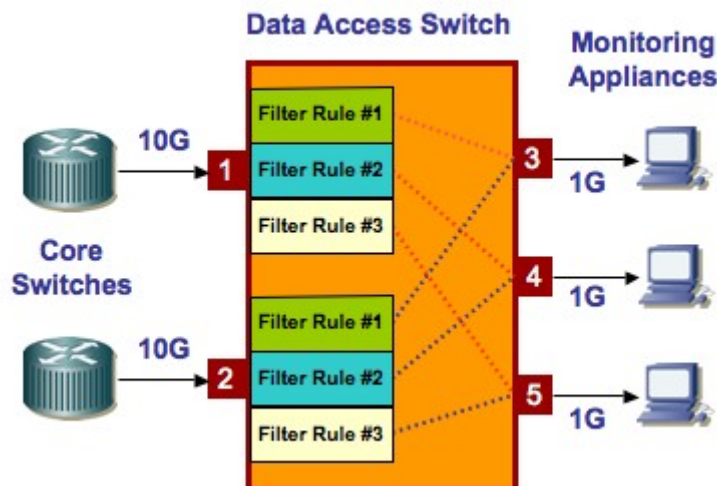 Data Access Switch
Monitoring
Appliances
10G
1
Filter Rule #1
Filter Rule #2
Filter Rule #3
3
1G
Core
Switches
4
1G
10G
2
Filter Rule #1
Filter Rule #2
Filter Rule #3
5
1G